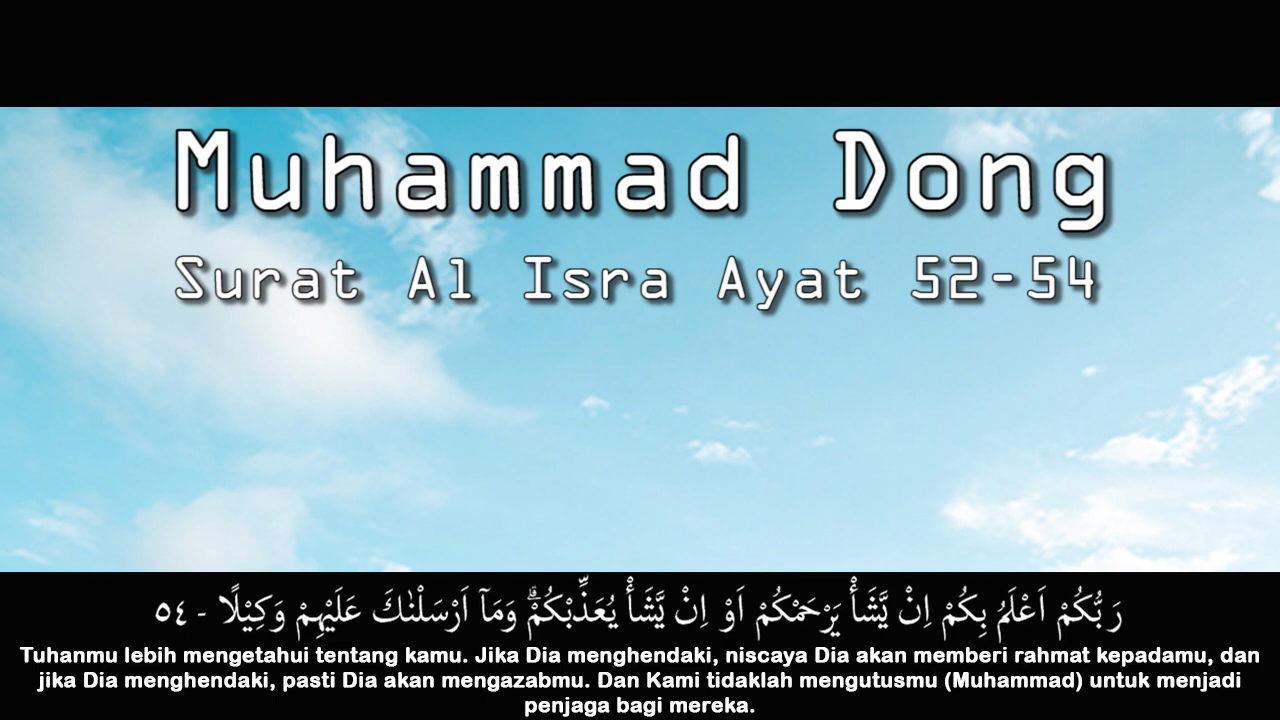 Muhammad Dong
Surat Al Isra Ayat 52-54
رَبُّكُمْ اَعْلَمُ بِكُمْ اِنْ يَّشَأْ يَرْحَمْكُمْ اَوْ اِنْ يَّشَأْ يُعَذِّبْكُمْۗ وَمَآ اَرْسَلْنٰكَ عَلَيْهِمْ وَكِيْلًا - ٥٤
Tuhanmu lebih mengetahui tentang kamu. Jika Dia menghendaki, niscaya Dia akan memberi rahmat kepadamu, dan
jika Dia menghendaki, pasti Dia akan mengazabmu. Dan Kami tidaklah mengutusmu (Muhammad) untuk menjadi
penjaga bagi mereka.